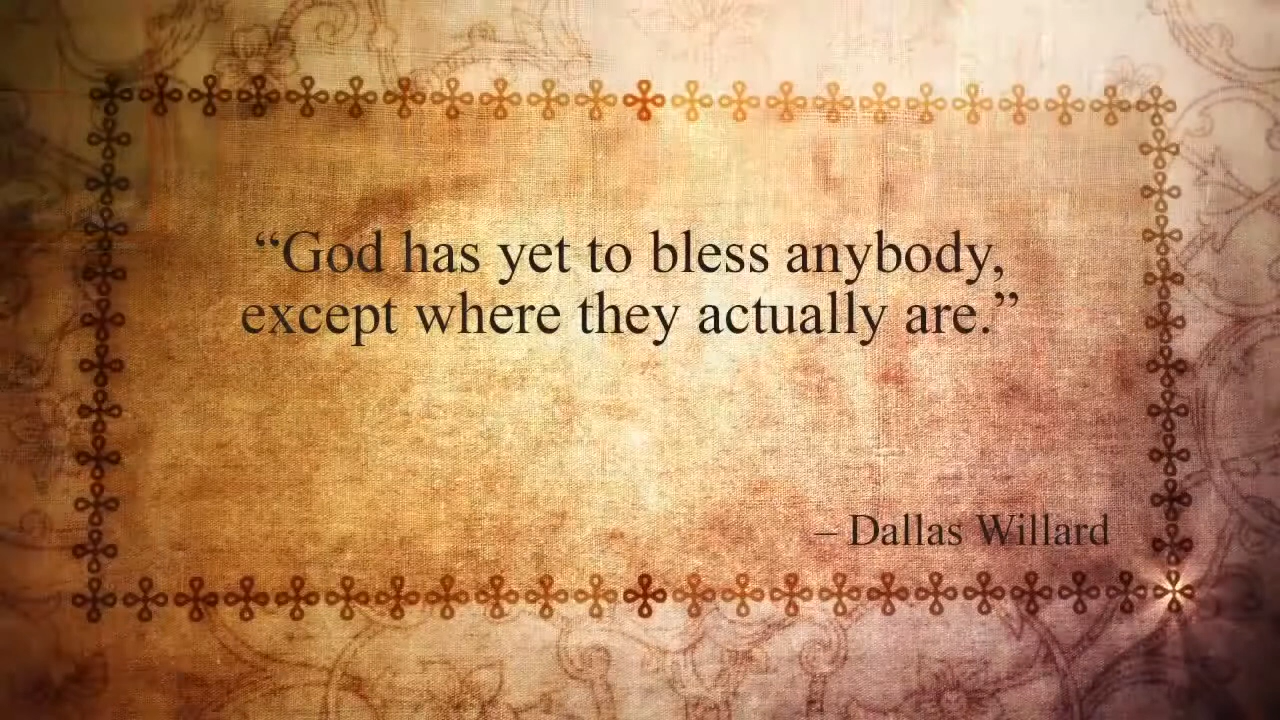 “God has yet to bless anybody,
except where they actually are.”
– Dallas Willard